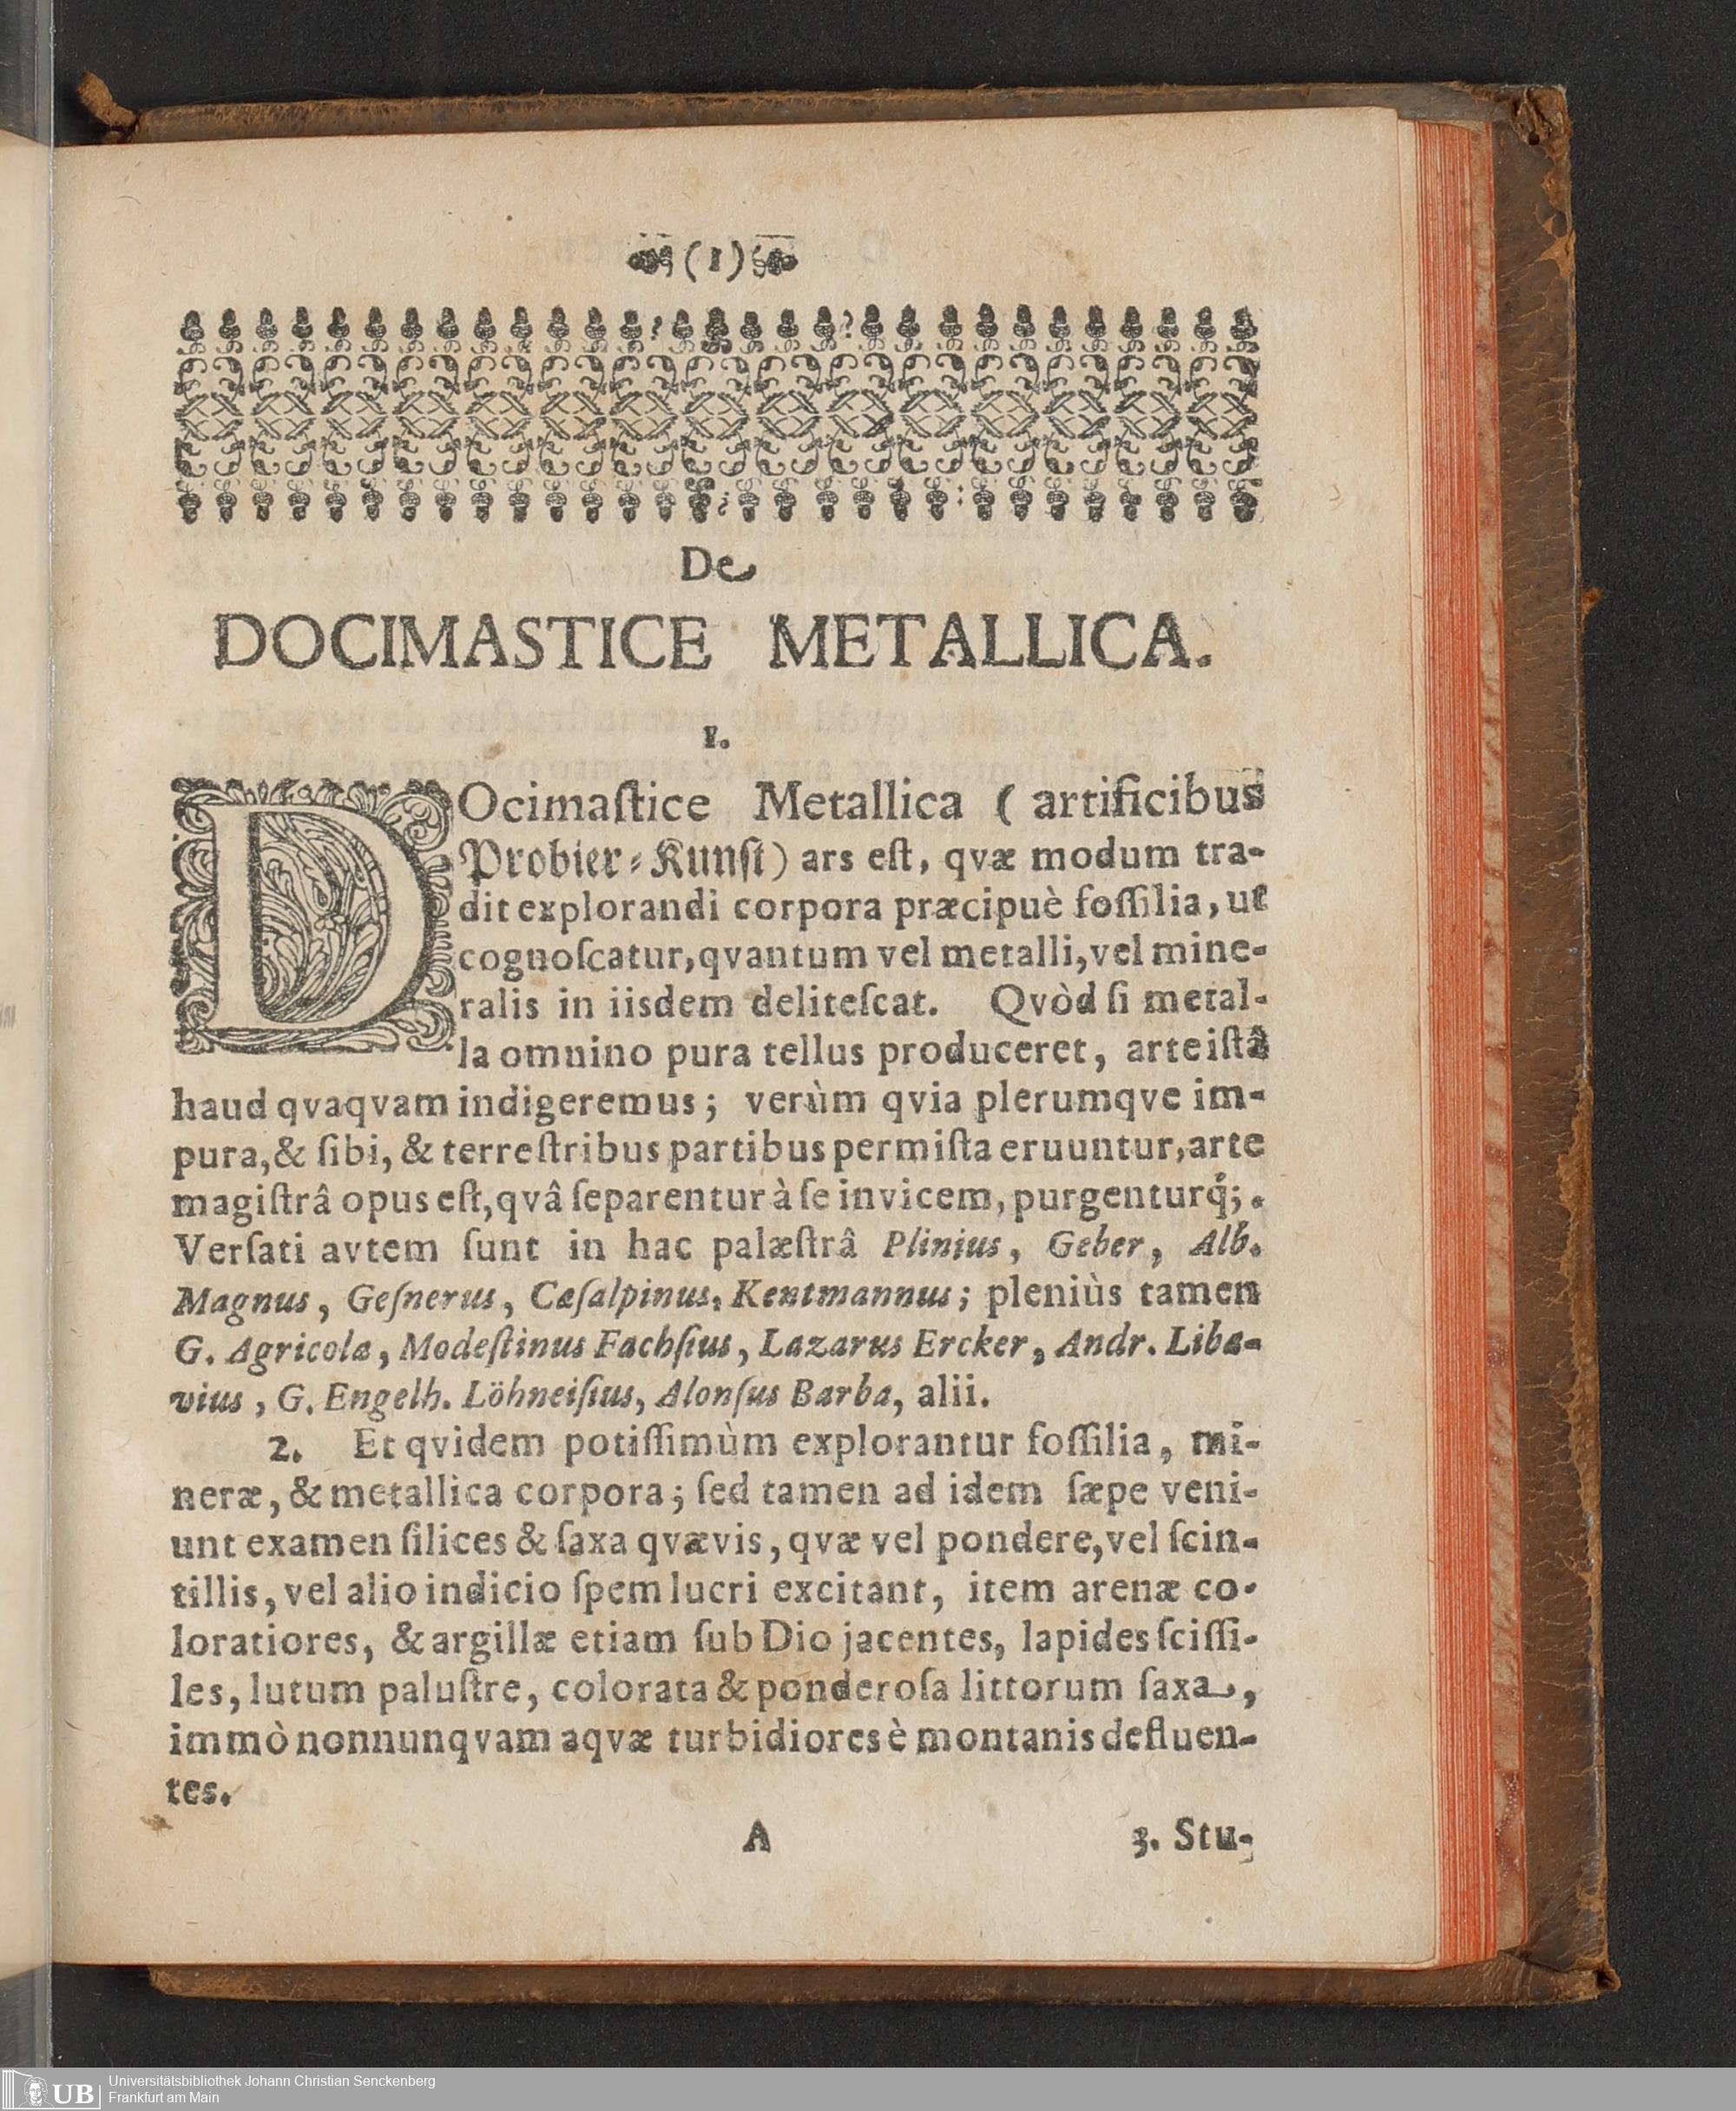 (1)
De
DOCIMASTICE METALLICA.
1.
DOcimaſtice Metallica ( artificibus
Probier-Kunſt) ars eſt, qvæ modum tra-
dit explorandi corpora præcipuè foſſilia, ut
cognoſcatur, qvantum vel metalli, vel mine-
ralis in iisdem deliteſcat. Qvòd ſi metal-
la omnino pura tellus produceret, arte iſtâ
haud qvaqvam indigeremus; verùm qvia plerumqve im-
pura, & ſibi, & terreſtribus partibus permiſta eruuntur, arte
magiſtrâ opus eſt, qvâ ſeparentur à ſe invicem, purgenturq́;.
Verſati avtem ſunt in hac palæſtrâ Plinius, Geber, Alb.
Magnus, Geſnerus, Cæſalpinus, Kentmannus; pleniùs tamen
G. Agricola, Modeſtinus Fachſius, Lazarus Ercker, Andr. Liba-
vius, G. Engelh. Löhneiſius, Alonſus Barba, alii.
2. Et qvidem potiſſimùm explorantur foſſilia, mi-
neræ, & metallica corpora; ſed tamen ad idem ſæpe veni-
unt examen ſilices & ſaxa qvævis, qvæ vel pondere, vel ſcin-
tillis, vel alio indicio ſpem lucri excitant, item arenæ co-
loratiores, & argillæ etiam ſub Dio jacentes, lapides ſciſſi-
les, lutum paluſtre, colorata & ponderoſa littorum ſaxa,
immò nonnunqvam aqvæ turbidiores è montanis defluen-
tes.
A 3. Stu-
UB Universitätsbibliothek Johann Christian Senckenberg
Frankfurt am Main